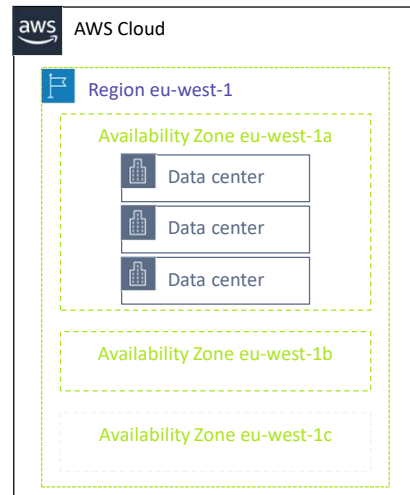 aws
AWS Cloud
Region eu-west-1
Availability Zone eu-west-1a
Data center
Data center
Data center
Availability Zone eu-west-1b
Availability Zone eu-west-1c